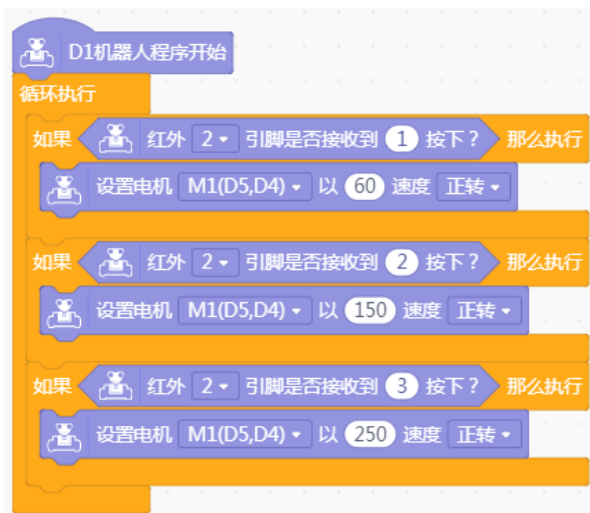 D1机器人程序开始
循环执行
如果 红外 2 引脚是否接收到 1 按下？ 那么执行
设置电机 M1(D5,D4) 以 60 速度 正转
如果 红外 2 引脚是否接收到 2 按下？ 那么执行
设置电机 M1(D5,D4) 以 150 速度 正转
如果 红外 2 引脚是否接收到 3 按下？ 那么执行
设置电机 M1(D5,D4) 以 250 速度 正转